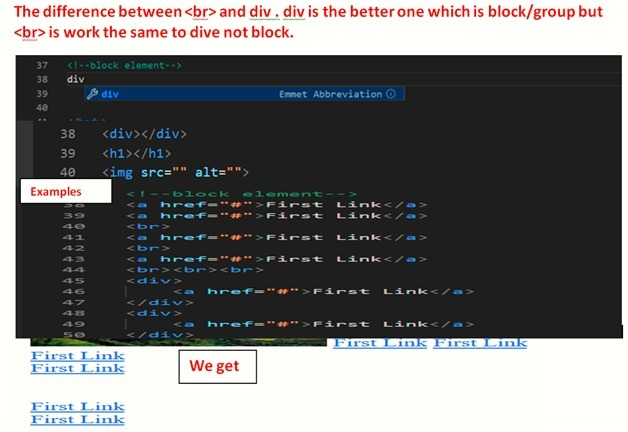 The difference between <br> and div . div is the better one which is block/group but
<br> is work the same to dive not block.
37 <!--block element-->
38 div
39 div Emmet Abbreviation
40
38 <div></div>
39 <h1></h1>
40 <img src="" alt="">
Examples
<!--block element-->
38 <a href="#">First Link</a>
39 <a href="#">First Link</a>
40 <br>
41 <a href="#">First Link</a>
42 <br>
43 <a href="#">First Link</a>
44 <br><br><br>
45 <div>
46 <a href="#">First Link</a>
47 </div>
48 <div>
49 <a href="#">First Link</a>
50 </div>
First Link First Link
First Link
First Link
We get
First Link
First Link